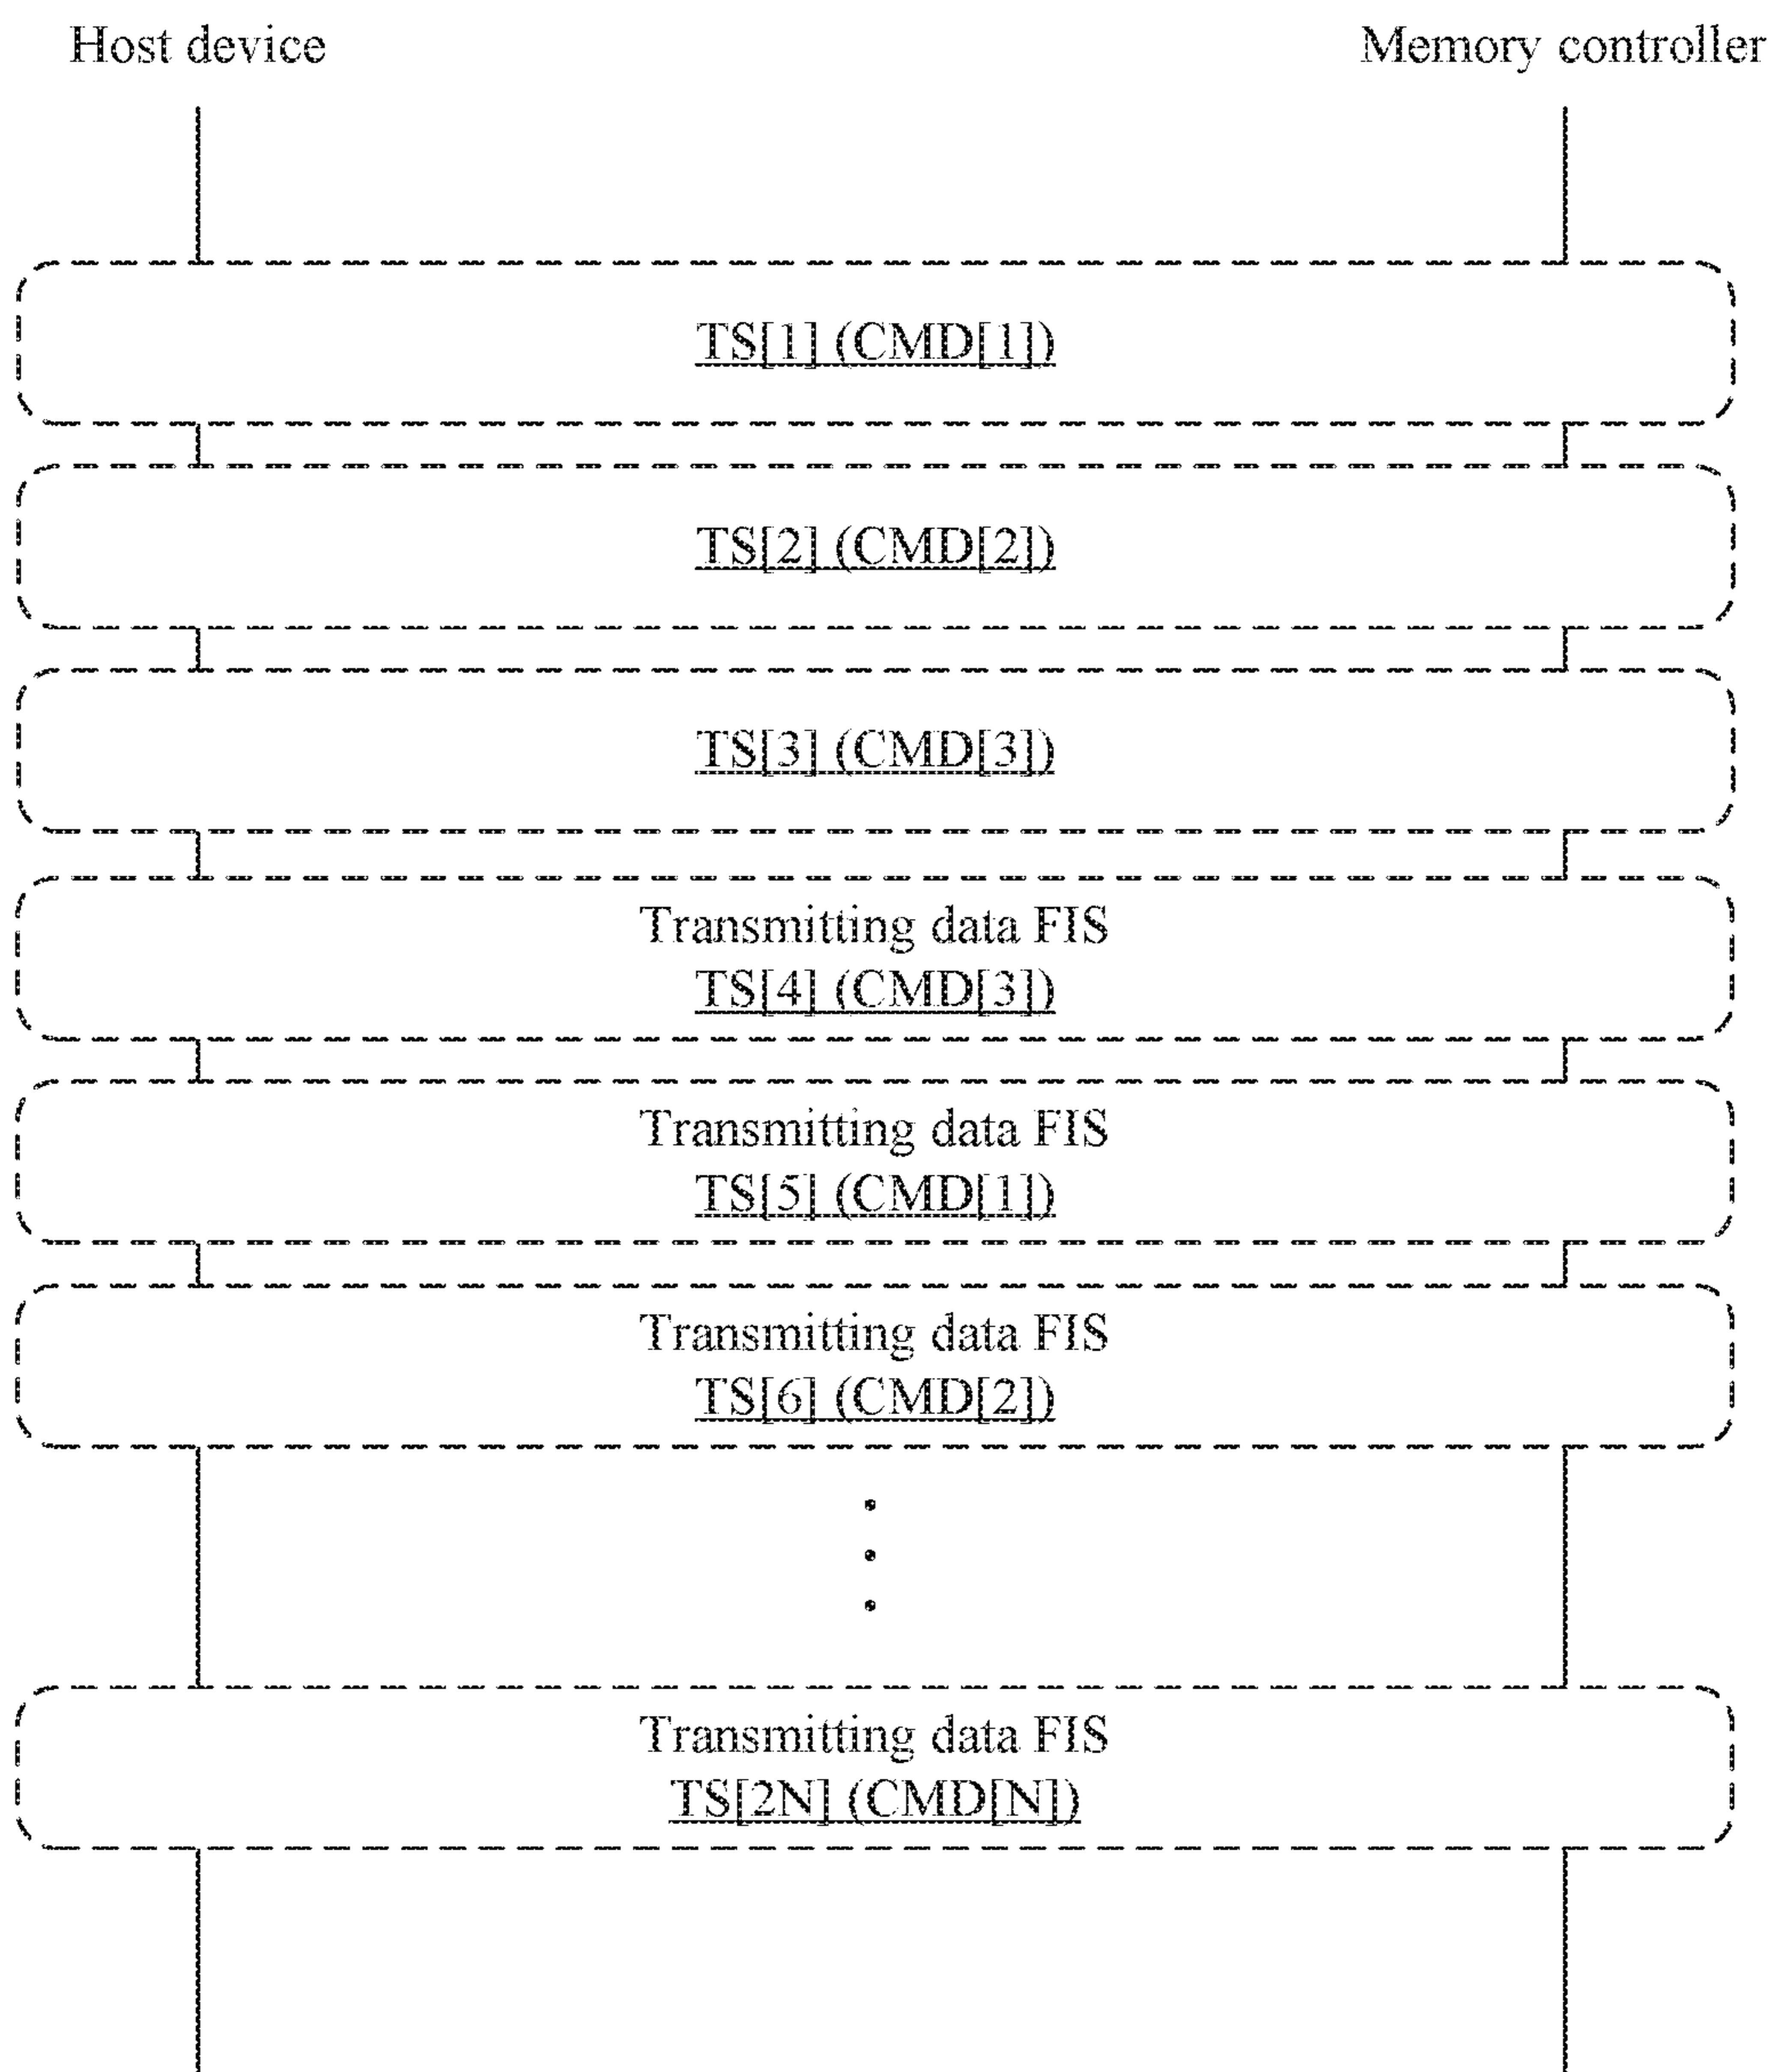 Host device
Memory controller
TS[1] (CMD[1])
TS[2] (CMD[2])
TS[3] (CMD[3])
Transmitting data FIS
TS[4] (CMD[3])
Transmitting data FIS
TS[5] (CMD[1])
Transmitting data FIS
TS[6] (CMD[2])
Transmitting data FIS
TS[2N] (CMD[N])